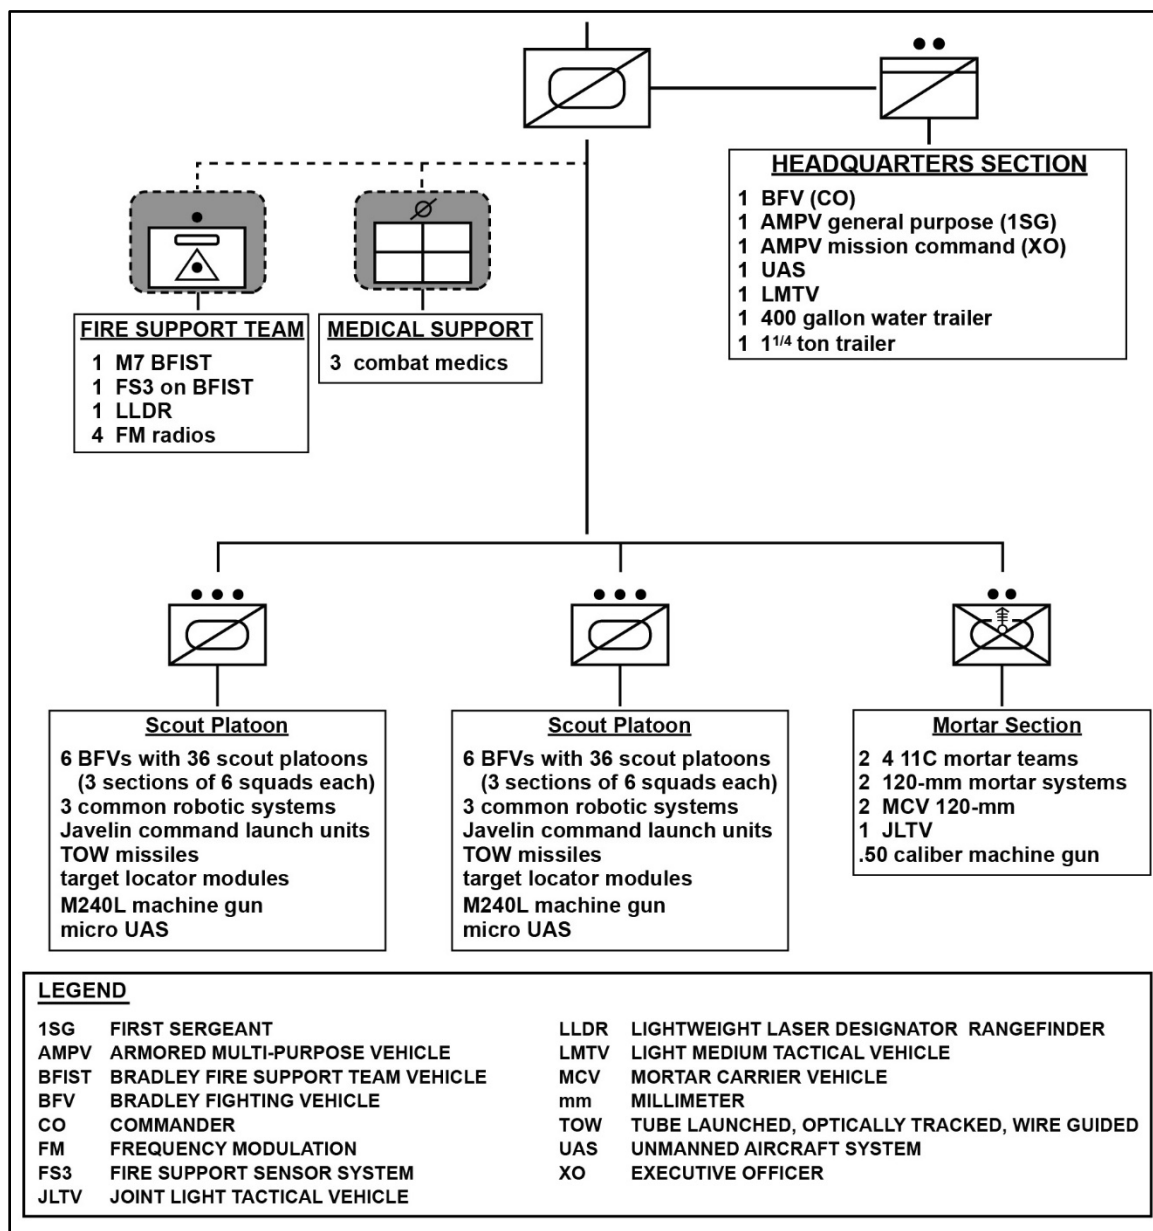 HEADQUARTERS SECTION
1 BFV (CO)
1 AMPV general purpose (1SG)
1 AMPV mission command (XO)
1 UAS
1 LMTV
1 400 gallon water trailer
1 1¹/⁴ ton trailer
FIRE SUPPORT TEAM
1 M7 BFIST
1 FS3 on BFIST
1 LLDR
4 FM radios
MEDICAL SUPPORT
3 combat medics
Scout Platoon
6 BFVs with 36 scout platoons
(3 sections of 6 squads each)
3 common robotic systems
Javelin command launch units
TOW missiles
target locator modules
M240L machine gun
micro UAS
Scout Platoon
6 BFVs with 36 scout platoons
(3 sections of 6 squads each)
3 common robotic systems
Javelin command launch units
TOW missiles
target locator modules
M240L machine gun
micro UAS
Mortar Section
2 4 11C mortar teams
2 120-mm mortar systems
2 MCV 120-mm
1 JLTV
.50 caliber machine gun
LEGEND
1SG FIRST SERGEANT
AMPV ARMORED MULTI-PURPOSE VEHICLE
BFIST BRADLEY FIRE SUPPORT TEAM VEHICLE
BFV BRADLEY FIGHTING VEHICLE
CO COMMANDER
FM FREQUENCY MODULATION
FS3 FIRE SUPPORT SENSOR SYSTEM
JLTV JOINT LIGHT TACTICAL VEHICLE
LLDR LIGHTWEIGHT LASER DESIGNATOR RANGEFINDER
LMTV LIGHT MEDIUM TACTICAL VEHICLE
MCV MORTAR CARRIER VEHICLE
mm MILLIMETER
TOW TUBE LAUNCHED, OPTICALLY TRACKED, WIRE GUIDED
UAS UNMANNED AIRCRAFT SYSTEM
XO EXECUTIVE OFFICER